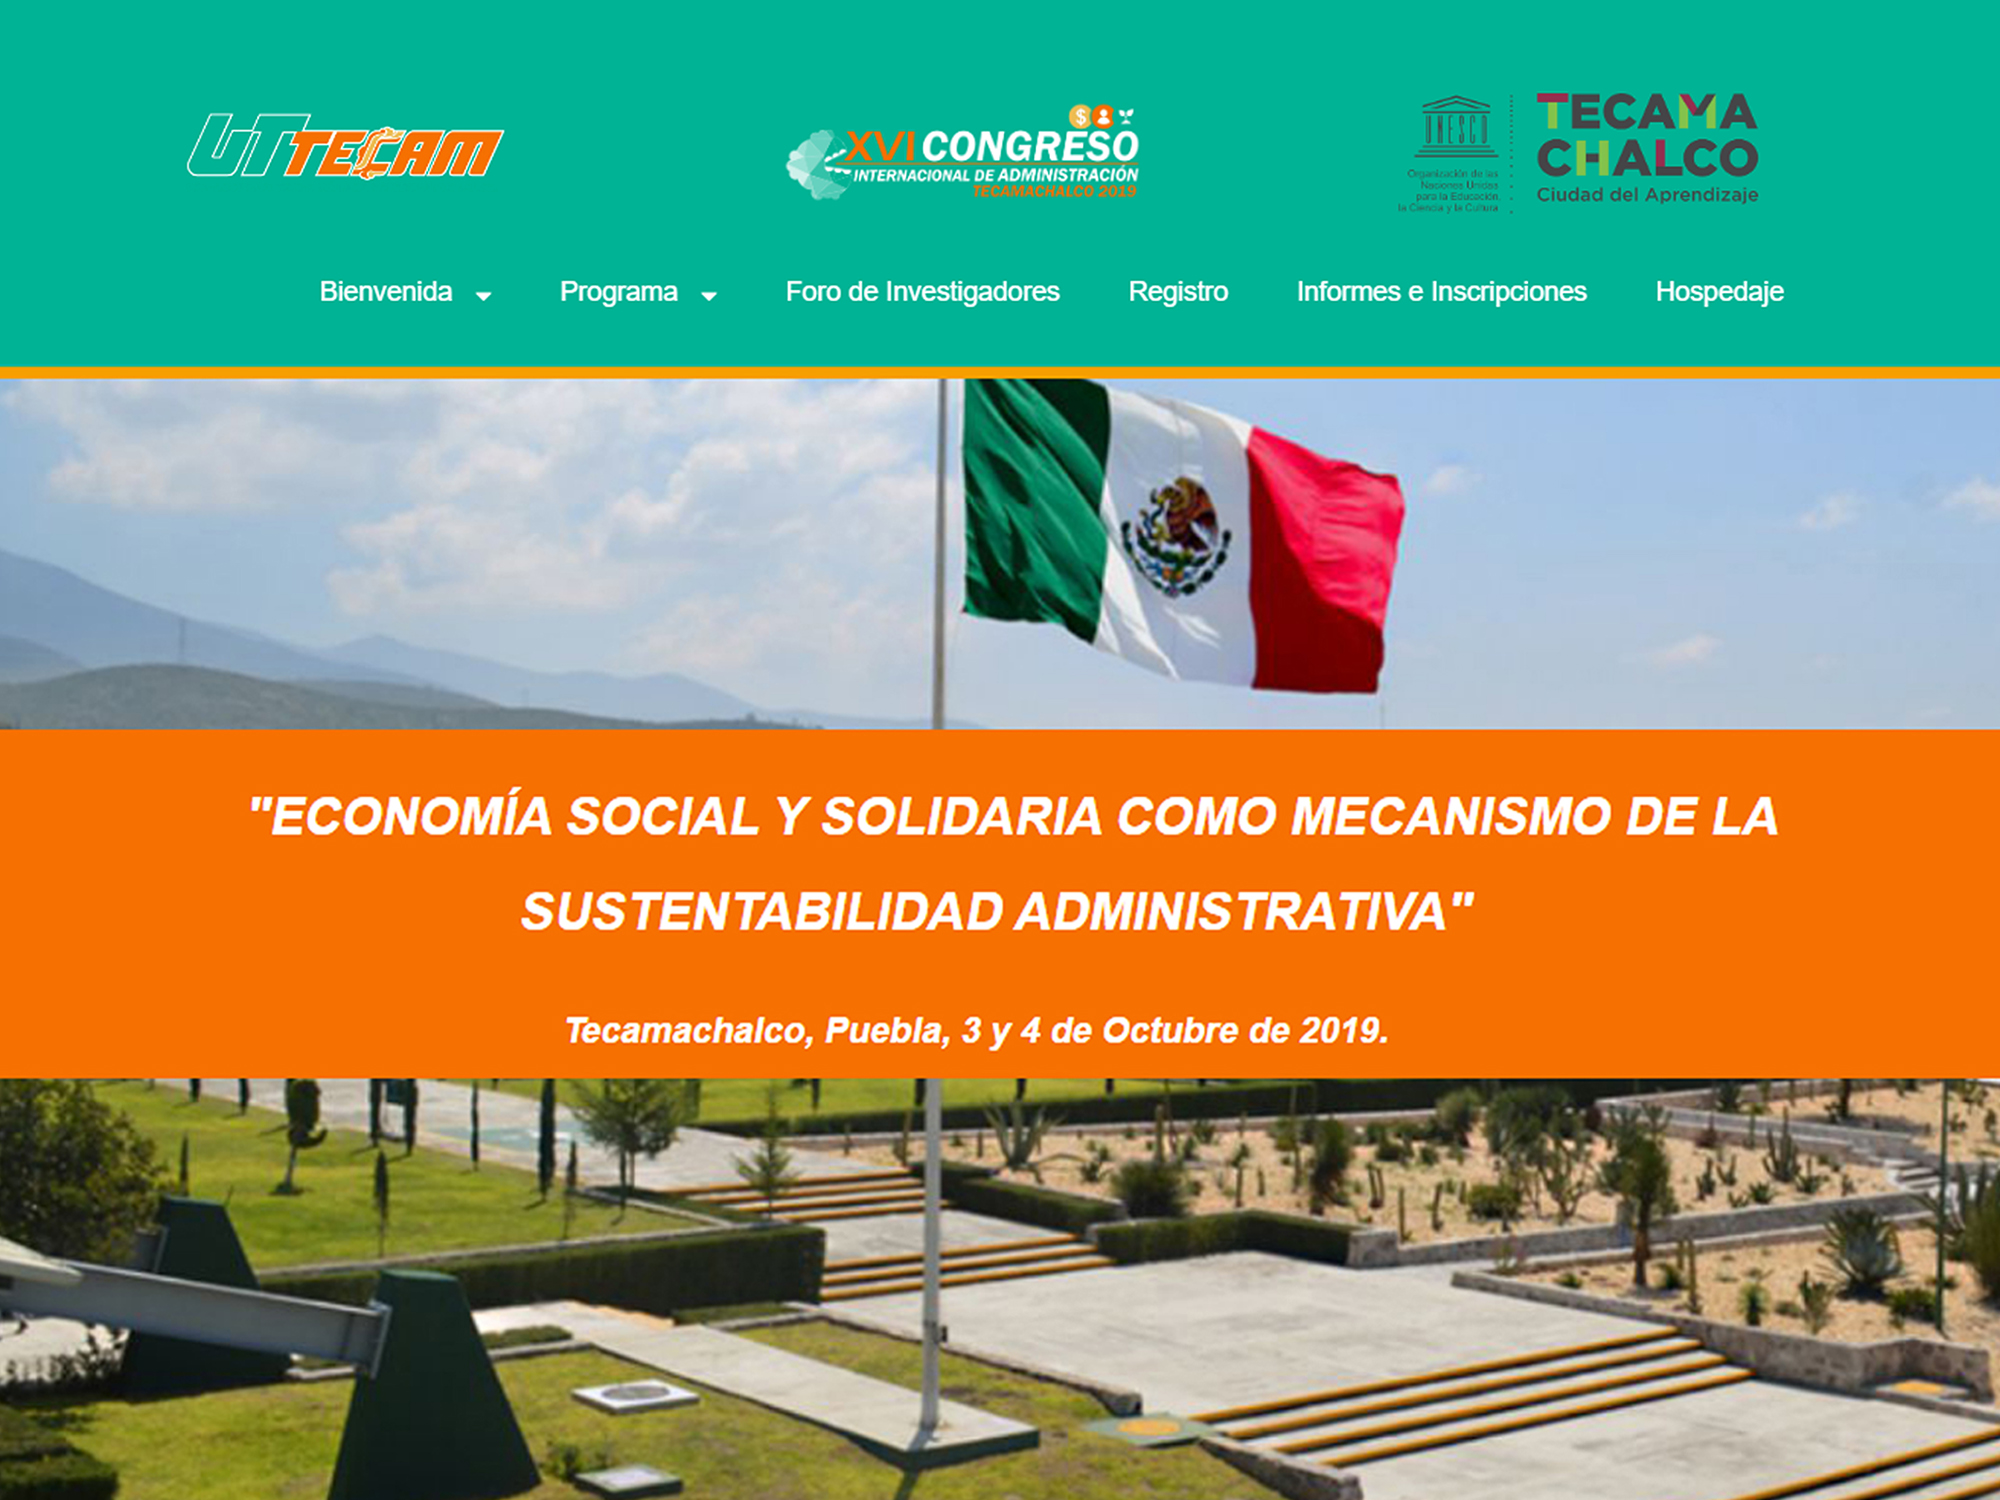 UTTECAM
XVI CONGRESO
INTERNACIONAL DE ADMINISTRACIÓN
TECAMACHALCO 2019
UNESCO
Organización de las
Naciones Unidas
para la Educación,
la Ciencia y la Cultura
TECAMA
CHALCO
Ciudad del Aprendizaje
Bienvenida Programa Foro de Investigadores Registro Informes e Inscripciones Hospedaje
"ECONOMÍA SOCIAL Y SOLIDARIA COMO MECANISMO DE LA
SUSTENTABILIDAD ADMINISTRATIVA"
Tecamachalco, Puebla, 3 y 4 de Octubre de 2019.